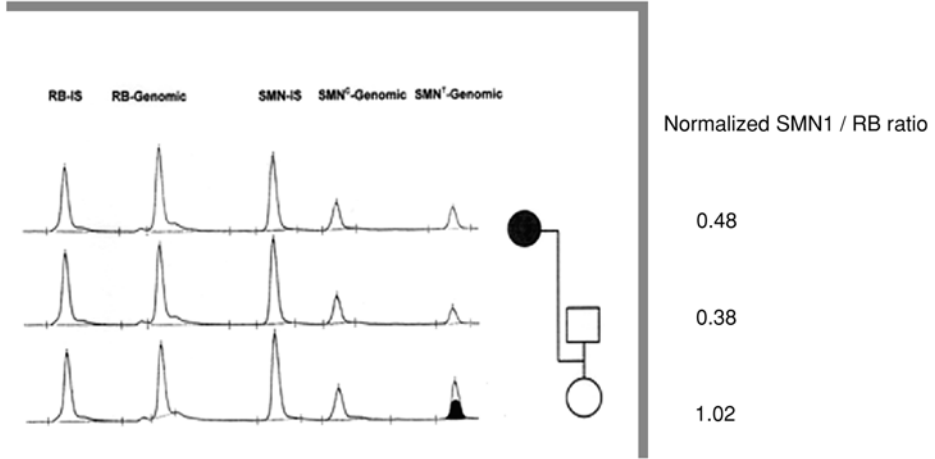 RB-IS RB-Genomic SMN-IS SMNᶜ-Genomic SMNᵀ-Genomic
Normalized SMN1 / RB ratio
0.48
0.38
1.02